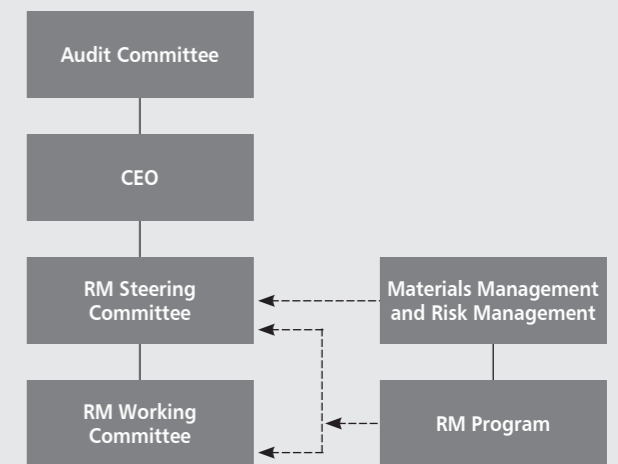 Audit Committee
CEO
RM Steering
Committee
Materials Management
and Risk Management
RM Working
Committee
RM Program